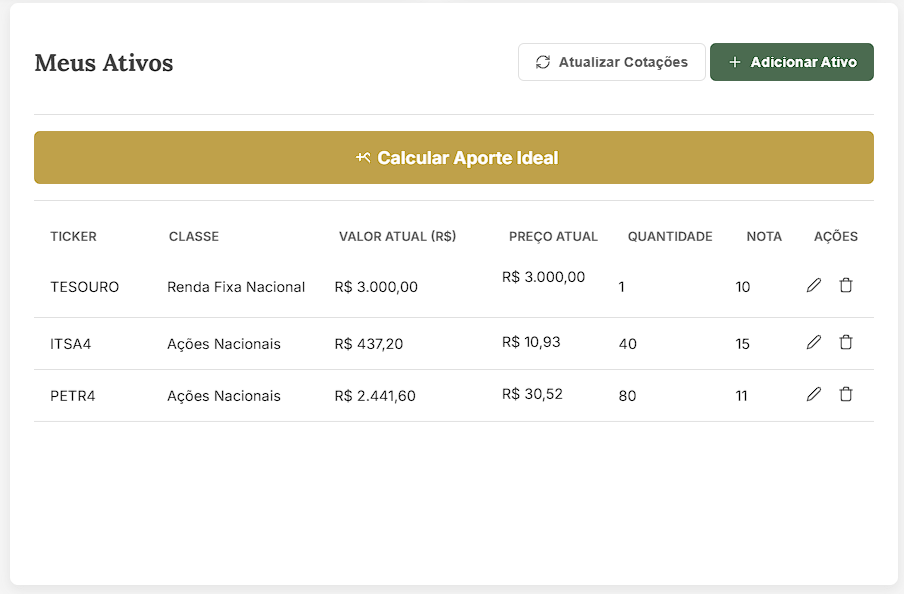 Meus Ativos
Atualizar Cotações
+ Adicionar Ativo
Calcular Aporte Ideal
TICKER CLASSE VALOR ATUAL (R$) PREÇO ATUAL QUANTIDADE NOTA AÇÕES
TESOURO Renda Fixa Nacional R$ 3.000,00 R$ 3.000,00 1 10
ITSA4 Ações Nacionais R$ 437,20 R$ 10,93 40 15
PETR4 Ações Nacionais R$ 2.441,60 R$ 30,52 80 11